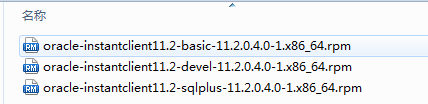 名称
oracle-instantclient11.2-basic-11.2.0.4.0-1.x86_64.rpm
oracle-instantclient11.2-devel-11.2.0.4.0-1.x86_64.rpm
oracle-instantclient11.2-sqlplus-11.2.0.4.0-1.x86_64.rpm